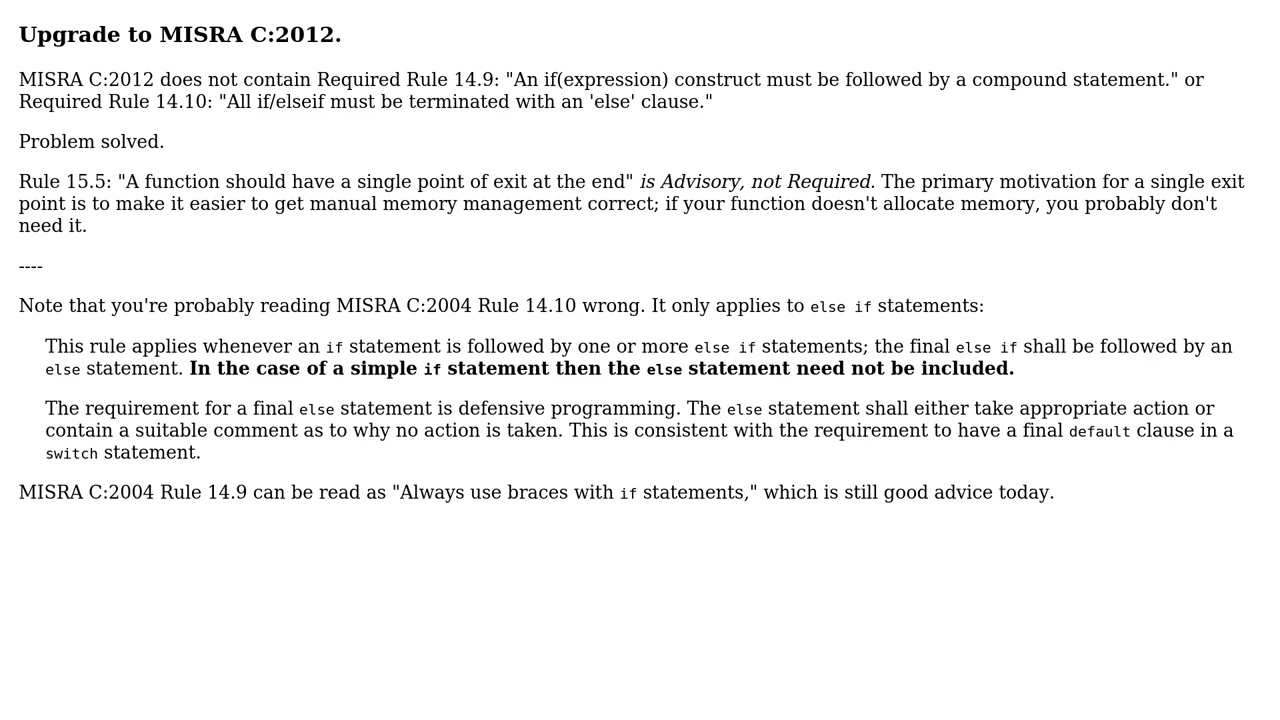 Upgrade to MISRA C:2012.
MISRA C:2012 does not contain Required Rule 14.9: "An if(expression) construct must be followed by a compound statement." or
Required Rule 14.10: "All if/elseif must be terminated with an 'else' clause."
Problem solved.
Rule 15.5: "A function should have a single point of exit at the end" is Advisory, not Required. The primary motivation for a single exit
point is to make it easier to get manual memory management correct; if your function doesn't allocate memory, you probably don't
need it.
----
Note that you're probably reading MISRA C:2004 Rule 14.10 wrong. It only applies to else if statements:
This rule applies whenever an if statement is followed by one or more else if statements; the final else if shall be followed by an
else statement. In the case of a simple if statement then the else statement need not be included.
The requirement for a final else statement is defensive programming. The else statement shall either take appropriate action or
contain a suitable comment as to why no action is taken. This is consistent with the requirement to have a final default clause in a
switch statement.
MISRA C:2004 Rule 14.9 can be read as "Always use braces with if statements," which is still good advice today.